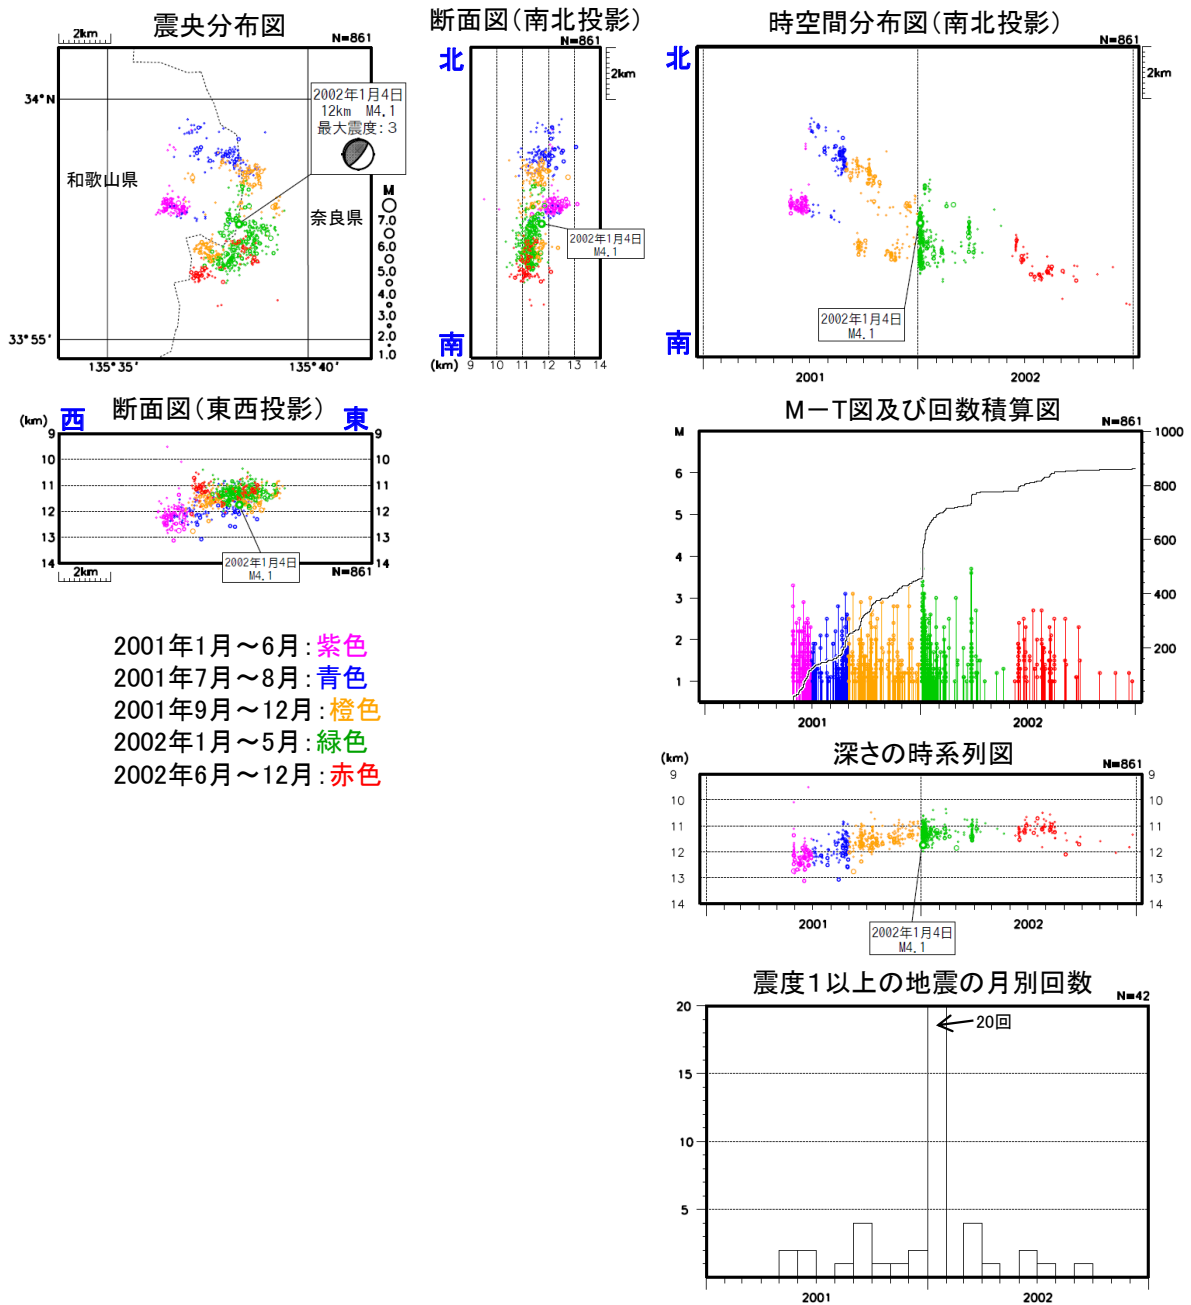 震央分布図
2km
N=861
34°N
33°55′
135°35′
135°40′
和歌山県
奈良県
2002年1月4日
12km M4.1
最大震度：3
M
7.0
6.0
5.0
4.0
3.0
2.0
1.0
断面図（南北投影）
N=861
北
南
2km
2002年1月4日
M4.1
(km)
9 10 11 12 13 14
時空間分布図（南北投影）
N=861
北
南
2km
2002年1月4日
M4.1
2001 2002
断面図（東西投影）
(km)
西
東
9 9
10 10
11 11
12 12
13 13
14 14
2002年1月4日
M4.1
2km
N=861
2001年1月～6月：紫色
2001年7月～8月：青色
2001年9月～12月：橙色
2002年1月～5月：緑色
2002年6月～12月：赤色
M－T図及び回数積算図
N=861
M
6
5
4
3
2
1
1000
800
600
400
200
2001 2002
深さの時系列図
(km)
N=861
9 9
10 10
11 11
12 12
13 13
14 14
2002年1月4日
M4.1
2001 2002
震度１以上の地震の月別回数
N=42
20
15
10
5
20回
2001 2002